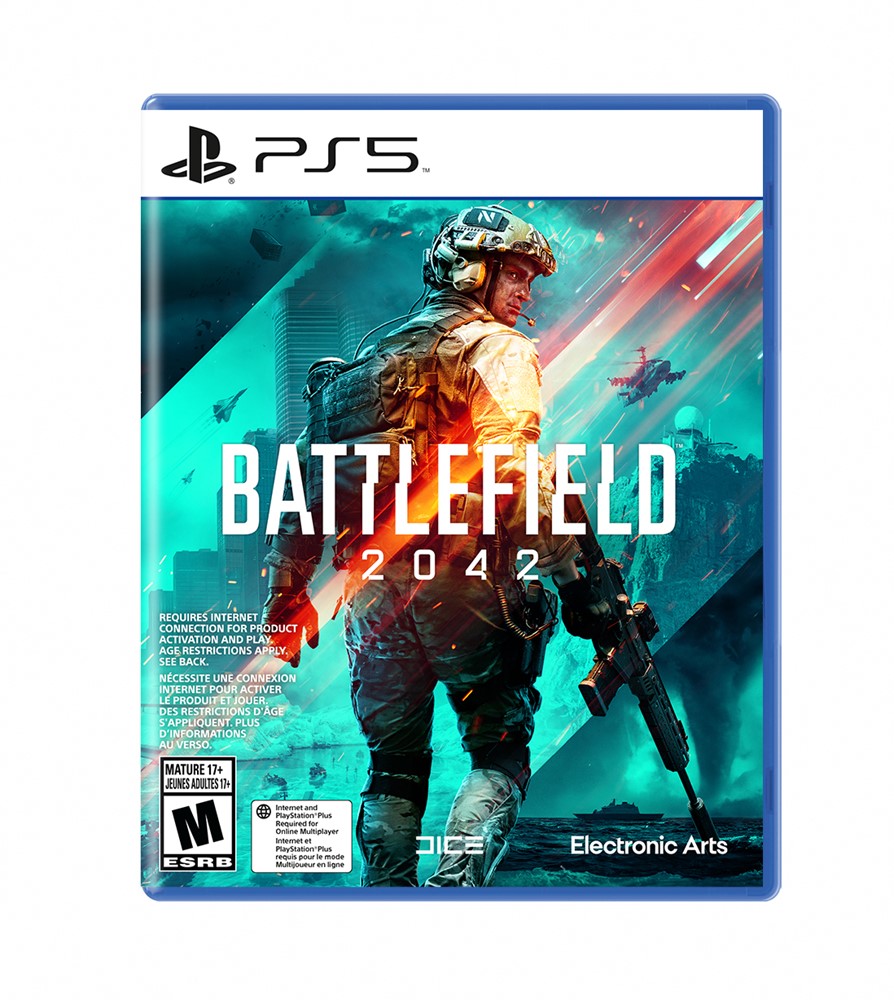 PS5™
BATTLEFIELD™
2042
REQUIRES INTERNET
CONNECTION FOR PRODUCT
ACTIVATION AND PLAY.
AGE RESTRICTIONS APPLY.
SEE BACK.
NÉCESSITE UNE CONNEXION
INTERNET POUR ACTIVER
LE PRODUIT ET JOUER.
DES RESTRICTIONS D'ÂGE
S'APPLIQUENT. PLUS
D'INFORMATIONS
AU VERSO.
MATURE 17+
JEUNES ADULTES 17+
M
ESRB
Internet and
PlayStation®Plus
Required for
Online Multiplayer
Internet et
PlayStation®Plus
requis pour le mode
Multijoueur en ligne
DICE
Electronic Arts